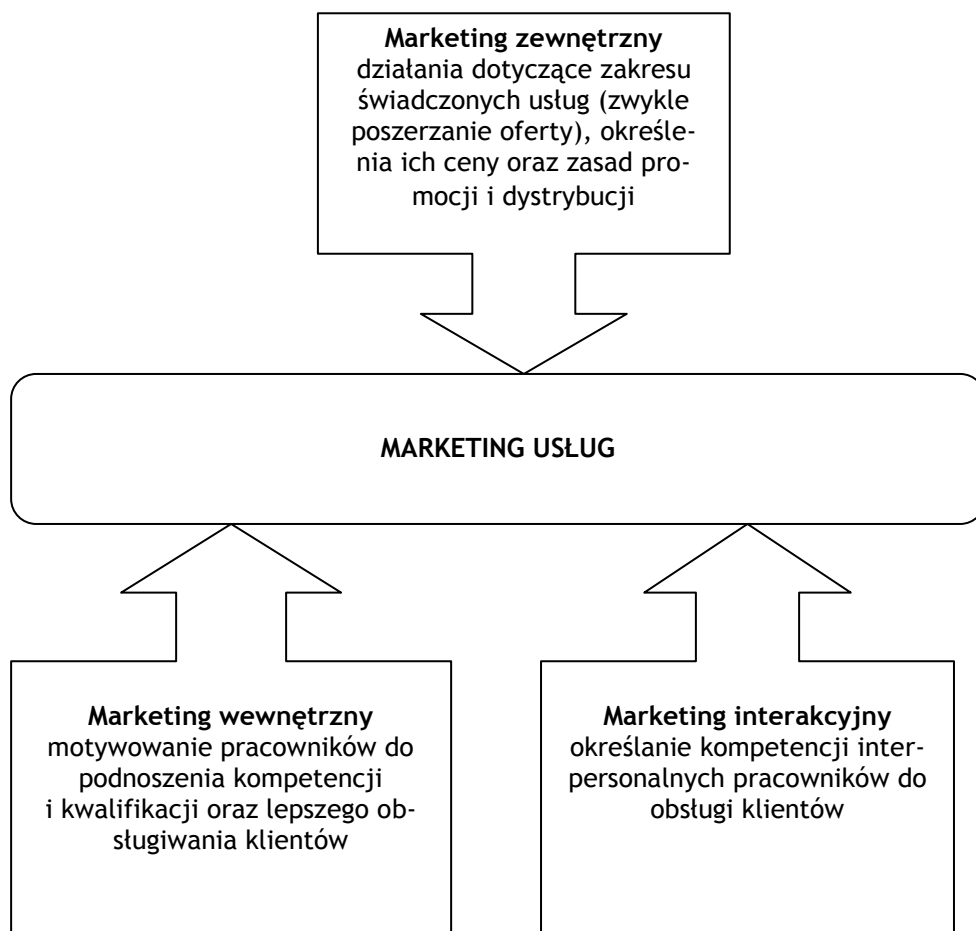 Marketing zewnętrzny
działania dotyczące zakresu
świadczonych usług (zwykle
poszerzanie oferty), określe-
nia ich ceny oraz zasad pro-
mocji i dystrybucji
MARKETING USŁUG
Marketing wewnętrzny
motywowanie pracowników do
podnoszenia kompetencji
i kwalifikacji oraz lepszego ob-
sługiwania klientów
Marketing interakcyjny
określanie kompetencji inter-
personalnych pracowników do
obsługi klientów